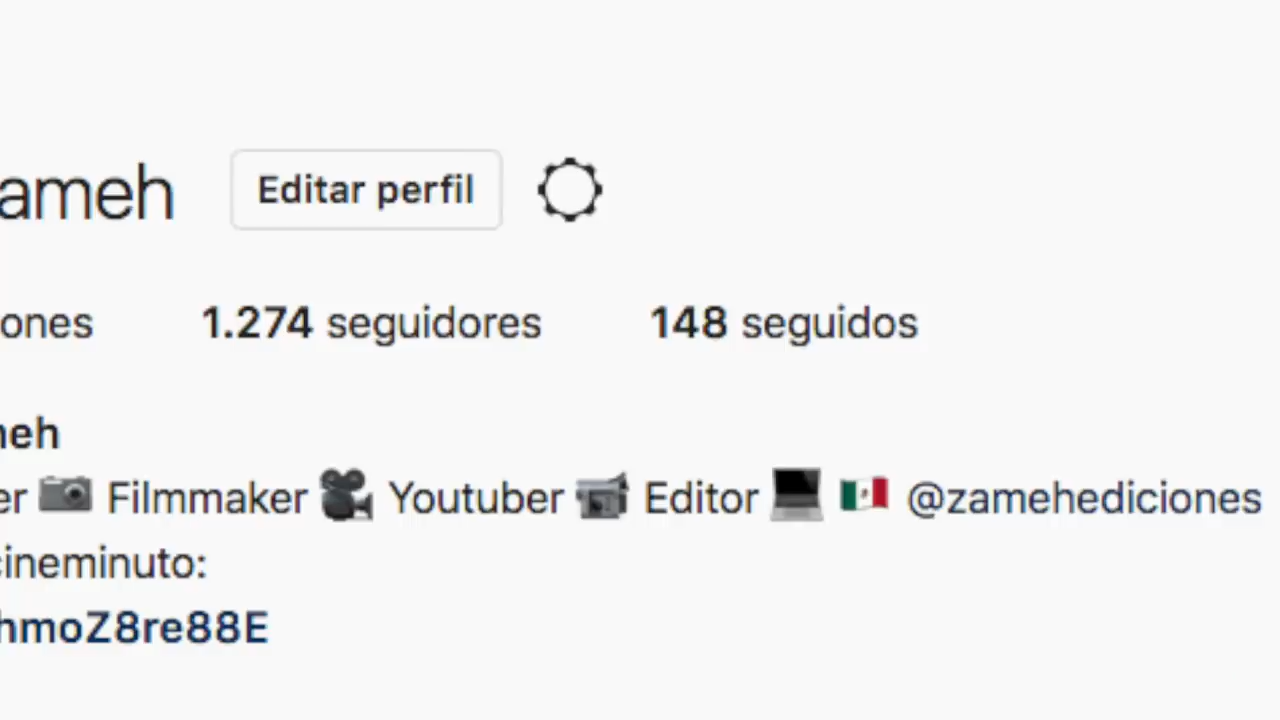 ameh Editar perfil
ones 1.274 seguidores 148 seguidos
neh
er Filmmaker Youtuber Editor @zamehediciones
cineminuto:
hmoZ8re88E